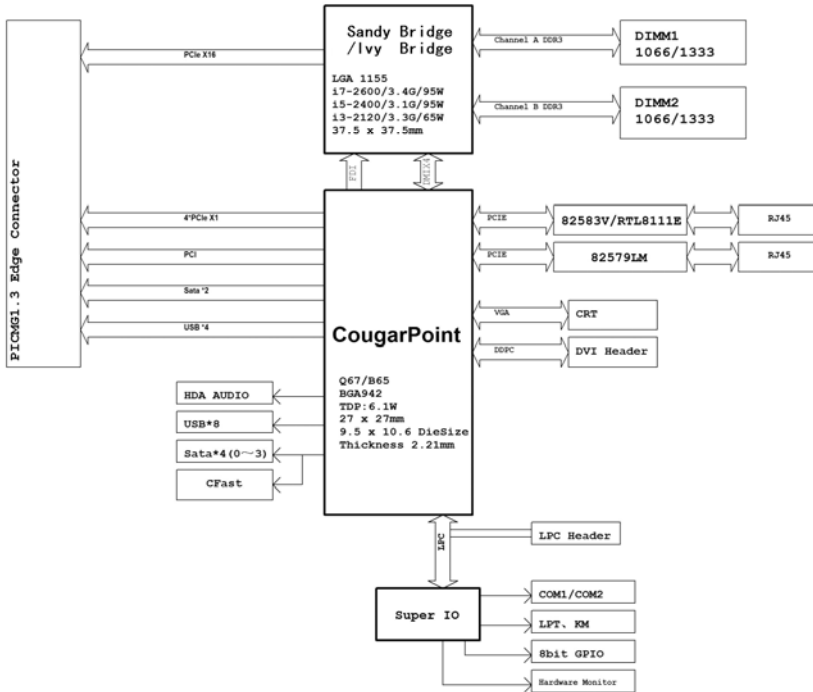 Sandy Bridge
/Ivy Bridge
LGA 1155
i7-2600/3.4G/95W
i5-2400/3.1G/95W
i3-2120/3.3G/65W
37.5 x 37.5mm
PCIe X16
Channel A DDR3
DIMM1
1066/1333
Channel B DDR3
DIMM2
1066/1333
FDI
DMIX4
PICMG1.3 Edge Connector
4*PCIe X1
PCI
Sata *2
USB *4
CougarPoint
Q67/B65
BGA942
TDP:6.1W
27 x 27mm
9.5 x 10.6 DieSize
Thickness 2.21mm
PCIE
82583V/RTL8111E
RJ45
PCIE
82579LM
RJ45
VGA
CRT
DDPC
DVI Header
HDA AUDIO
USB*8
Sata*4(0～3)
CFast
LPC
LPC Header
Super IO
COM1/COM2
LPT、KM
8bit GPIO
Hardware Monitor